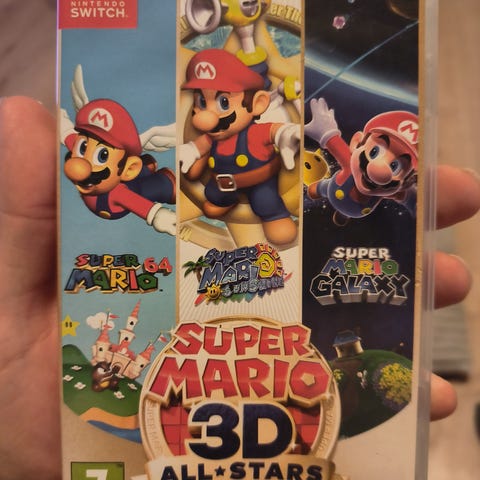 NINTENDO
SWITCH
SUPER
MARIO 64
SUPER
MARIO
SUNSHINE
SUPER
MARIO
GALAXY
SUPER
MARIO
3D
ALL★STARS
7